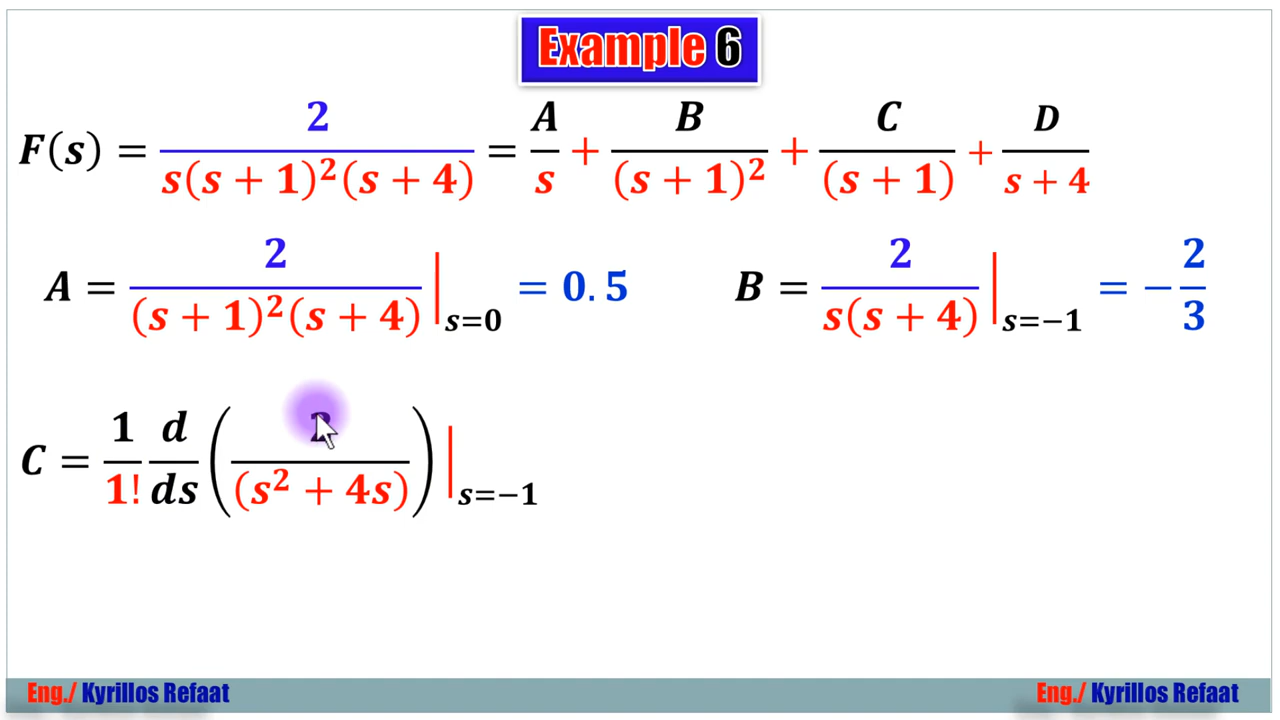 Example 6
F(s) = 2 / s(s + 1)² (s + 4) = A / s + B / (s + 1)² + C / (s + 1) + D / s + 4
A = 2 / (s + 1)² (s + 4) | s=0 = 0.5
B = 2 / s(s + 4) | s=−1 = − 2 / 3
C = 1 / 1! d / ds ( 2 / (s² + 4s) ) | s=−1
Eng./ Kyrillos Refaat
Eng./ Kyrillos Refaat